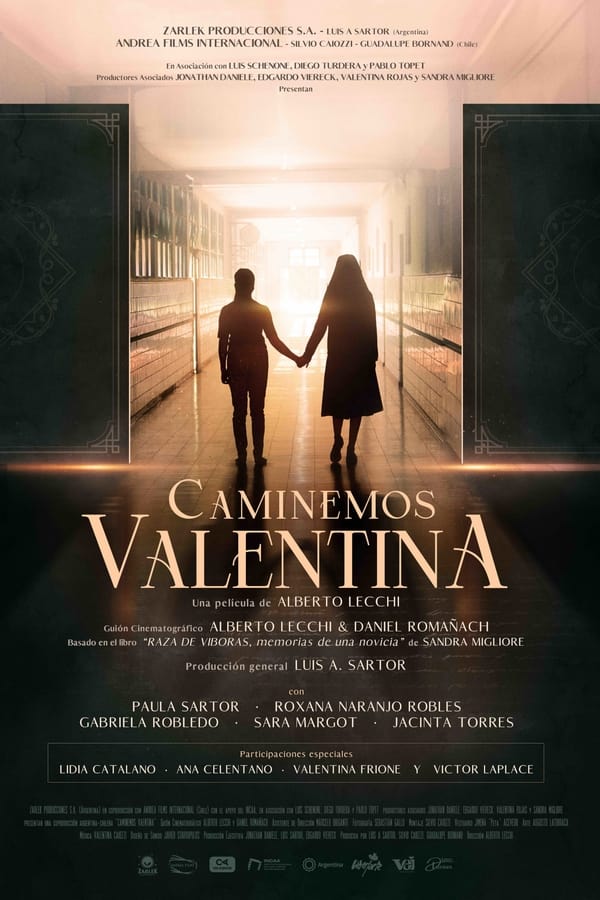 ZARLEK PRODUCCIONES S.A. - LUIS A SARTOR (Argentina)
ANDREA FILMS INTERNACIONAL - SILVIO CAIOZZI - GUADALUPE BORNAND (Chile)
En Asociación con LUIS SCHENONE, DIEGO TURDERA y PABLO TOPET
Productores Asociados JONATHAN DANIELE, EDGARDO VIERECK, VALENTINA ROJAS y SANDRA MIGLIORE
Presentan
CAMINEMOS
VALENTINA
Una película de ALBERTO LECCHI
Guión Cinematográfico ALBERTO LECCHI & DANIEL ROMAÑACH
Basado en el libro “RAZA DE VIBORAS, memorias de una novicia” de SANDRA MIGLIORE
Producción general LUIS A. SARTOR
con
PAULA SARTOR · ROXANA NARANJO ROBLES
GABRIELA ROBLEDO · SARA MARGOT · JACINTA TORRES
Participaciones especiales
LIDIA CATALANO · ANA CELENTANO · VALENTINA FRIONE Y VICTOR LAPLACE
ZARLEK
INCAA
Argentina